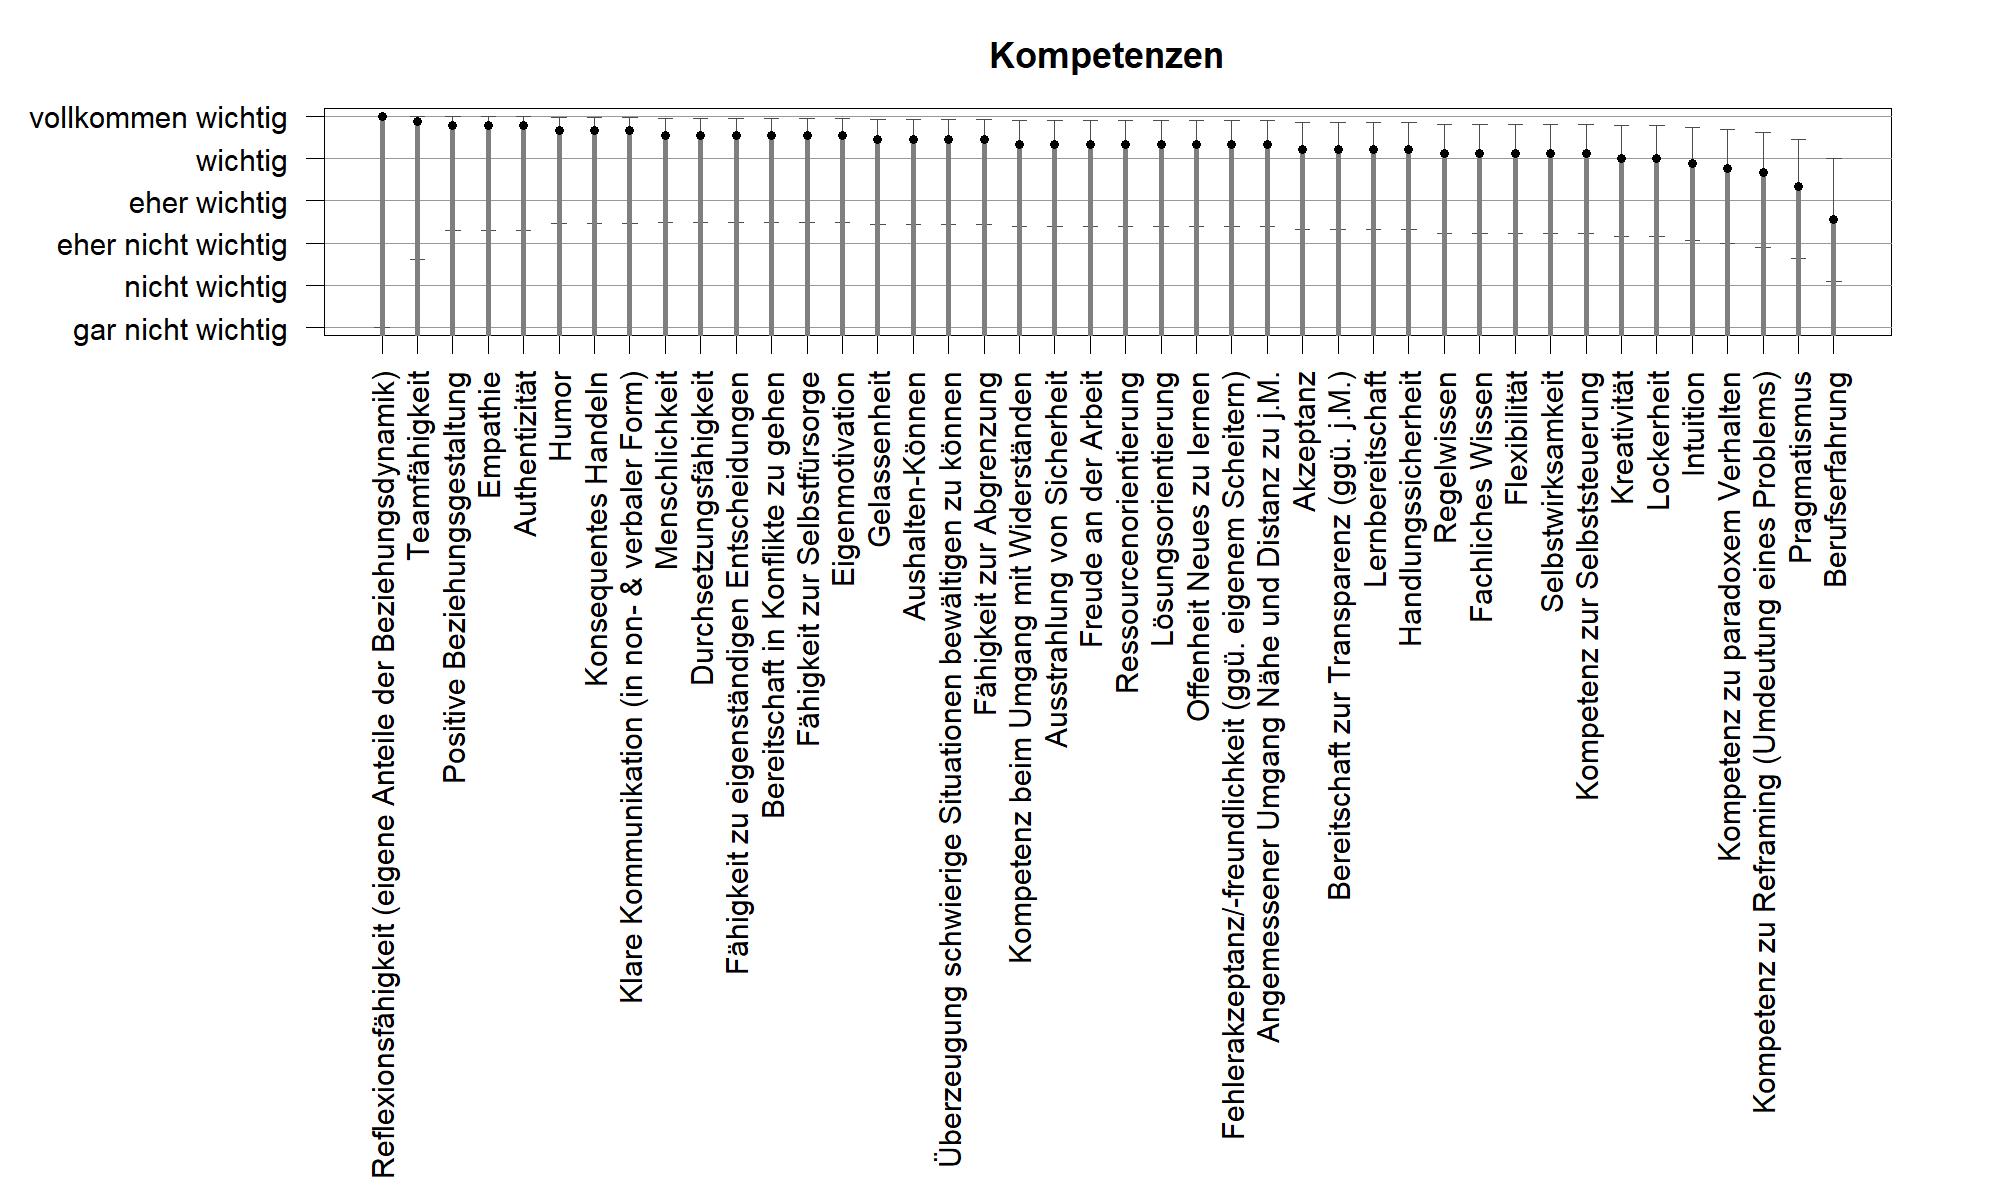 Kompetenzen
vollkommen wichtig
wichtig
eher wichtig
eher nicht wichtig
nicht wichtig
gar nicht wichtig
Reflexionsfähigkeit (eigene Anteile der Beziehungsdynamik)
Teamfähigkeit
Positive Beziehungsgestaltung
Empathie
Authentizität
Humor
Konsequentes Handeln
Klare Kommunikation (in non- & verbaler Form)
Menschlichkeit
Durchsetzungsfähigkeit
Fähigkeit zu eigenständigen Entscheidungen
Bereitschaft in Konflikte zu gehen
Fähigkeit zur Selbstfürsorge
Eigenmotivation
Gelassenheit
Aushalten-Können
Überzeugung schwierige Situationen bewältigen zu können
Fähigkeit zur Abgrenzung
Kompetenz beim Umgang mit Widerständen
Ausstrahlung von Sicherheit
Freude an der Arbeit
Ressourcenorientierung
Lösungsorientierung
Offenheit Neues zu lernen
Fehlerakzeptanz/-freundlichkeit (ggü. eigenem Scheitern)
Angemessener Umgang Nähe und Distanz zu j.M.
Akzeptanz
Bereitschaft zur Transparenz (ggü. j.M.)
Lernbereitschaft
Handlungssicherheit
Regelwissen
Fachliches Wissen
Flexibilität
Selbstwirksamkeit
Kompetenz zur Selbststeuerung
Kreativität
Lockerheit
Intuition
Kompetenz zu paradoxem Verhalten
Kompetenz zu Reframing (Umdeutung eines Problems)
Pragmatismus
Berufserfahrung